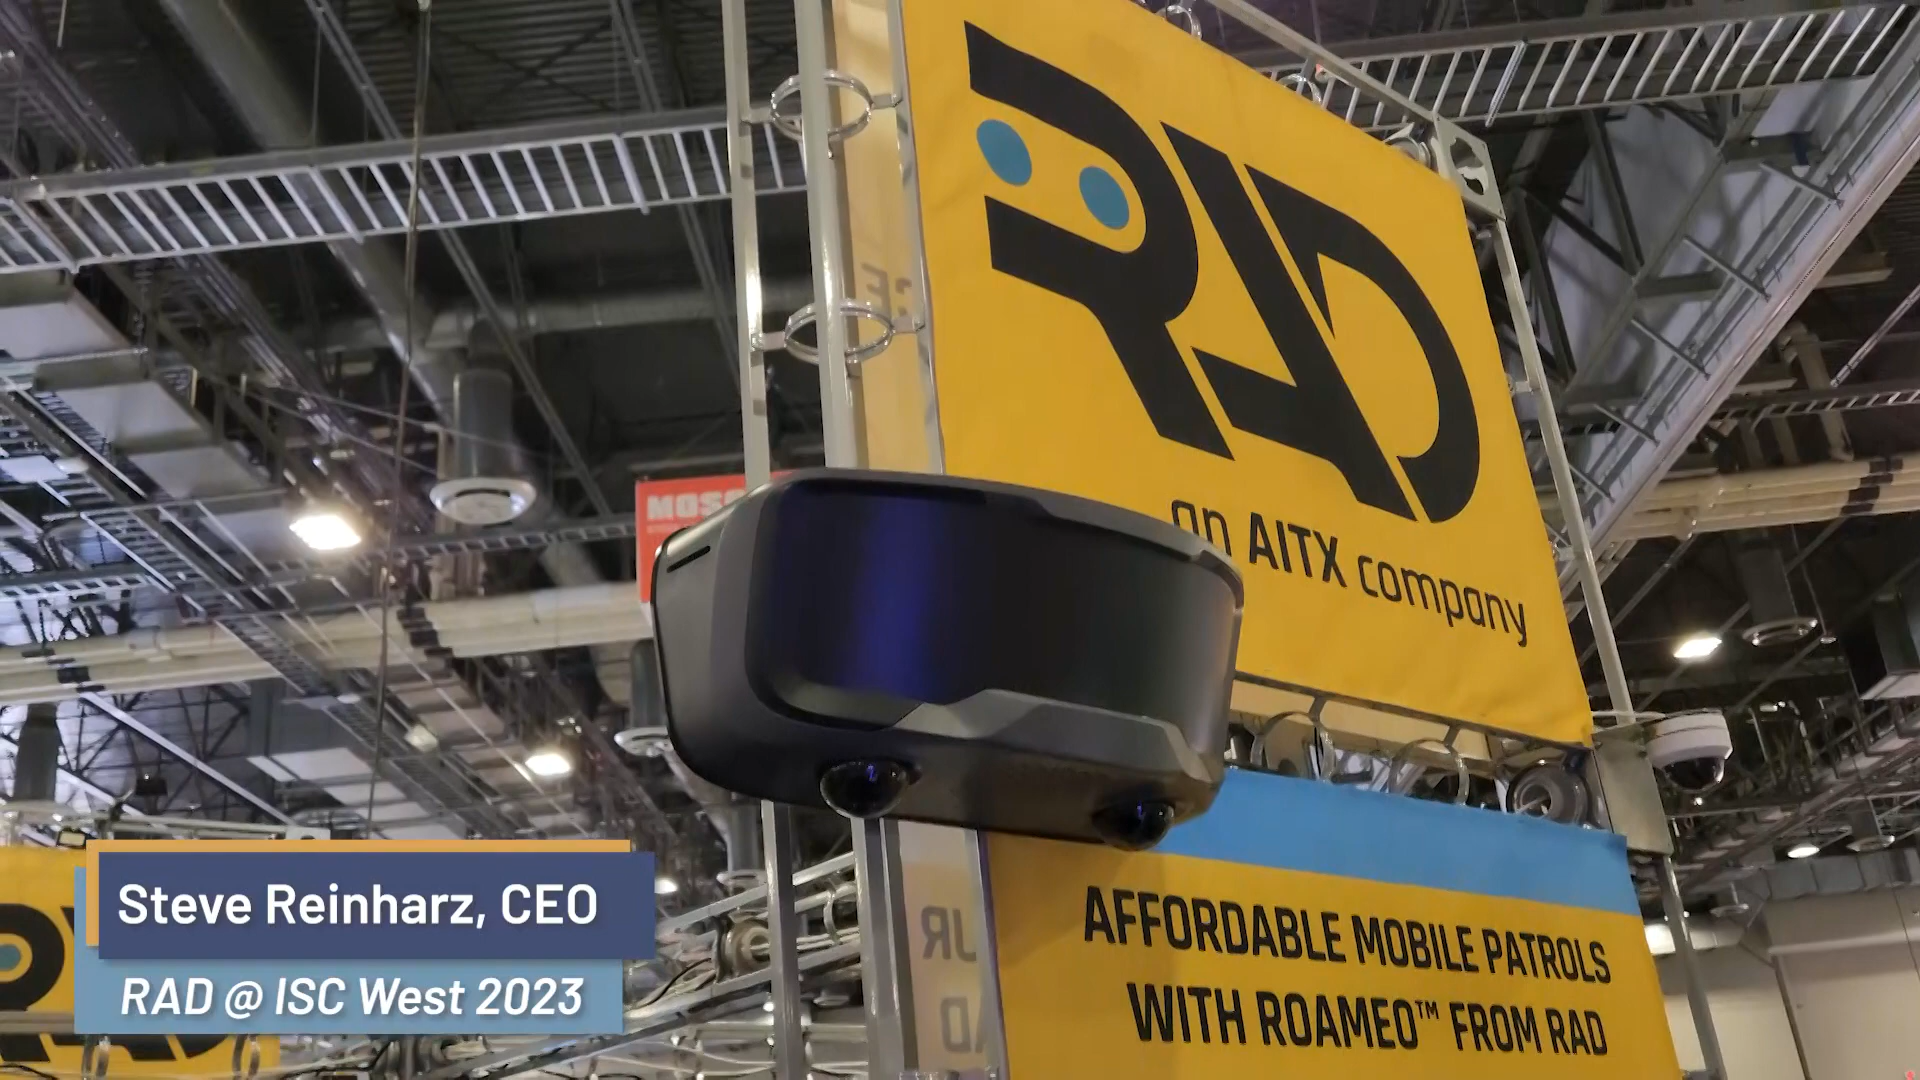 RAD
an AITX company
AFFORDABLE MOBILE PATROLS
WITH ROAMEO™ FROM RAD
Steve Reinharz, CEO
RAD @ ISC West 2023